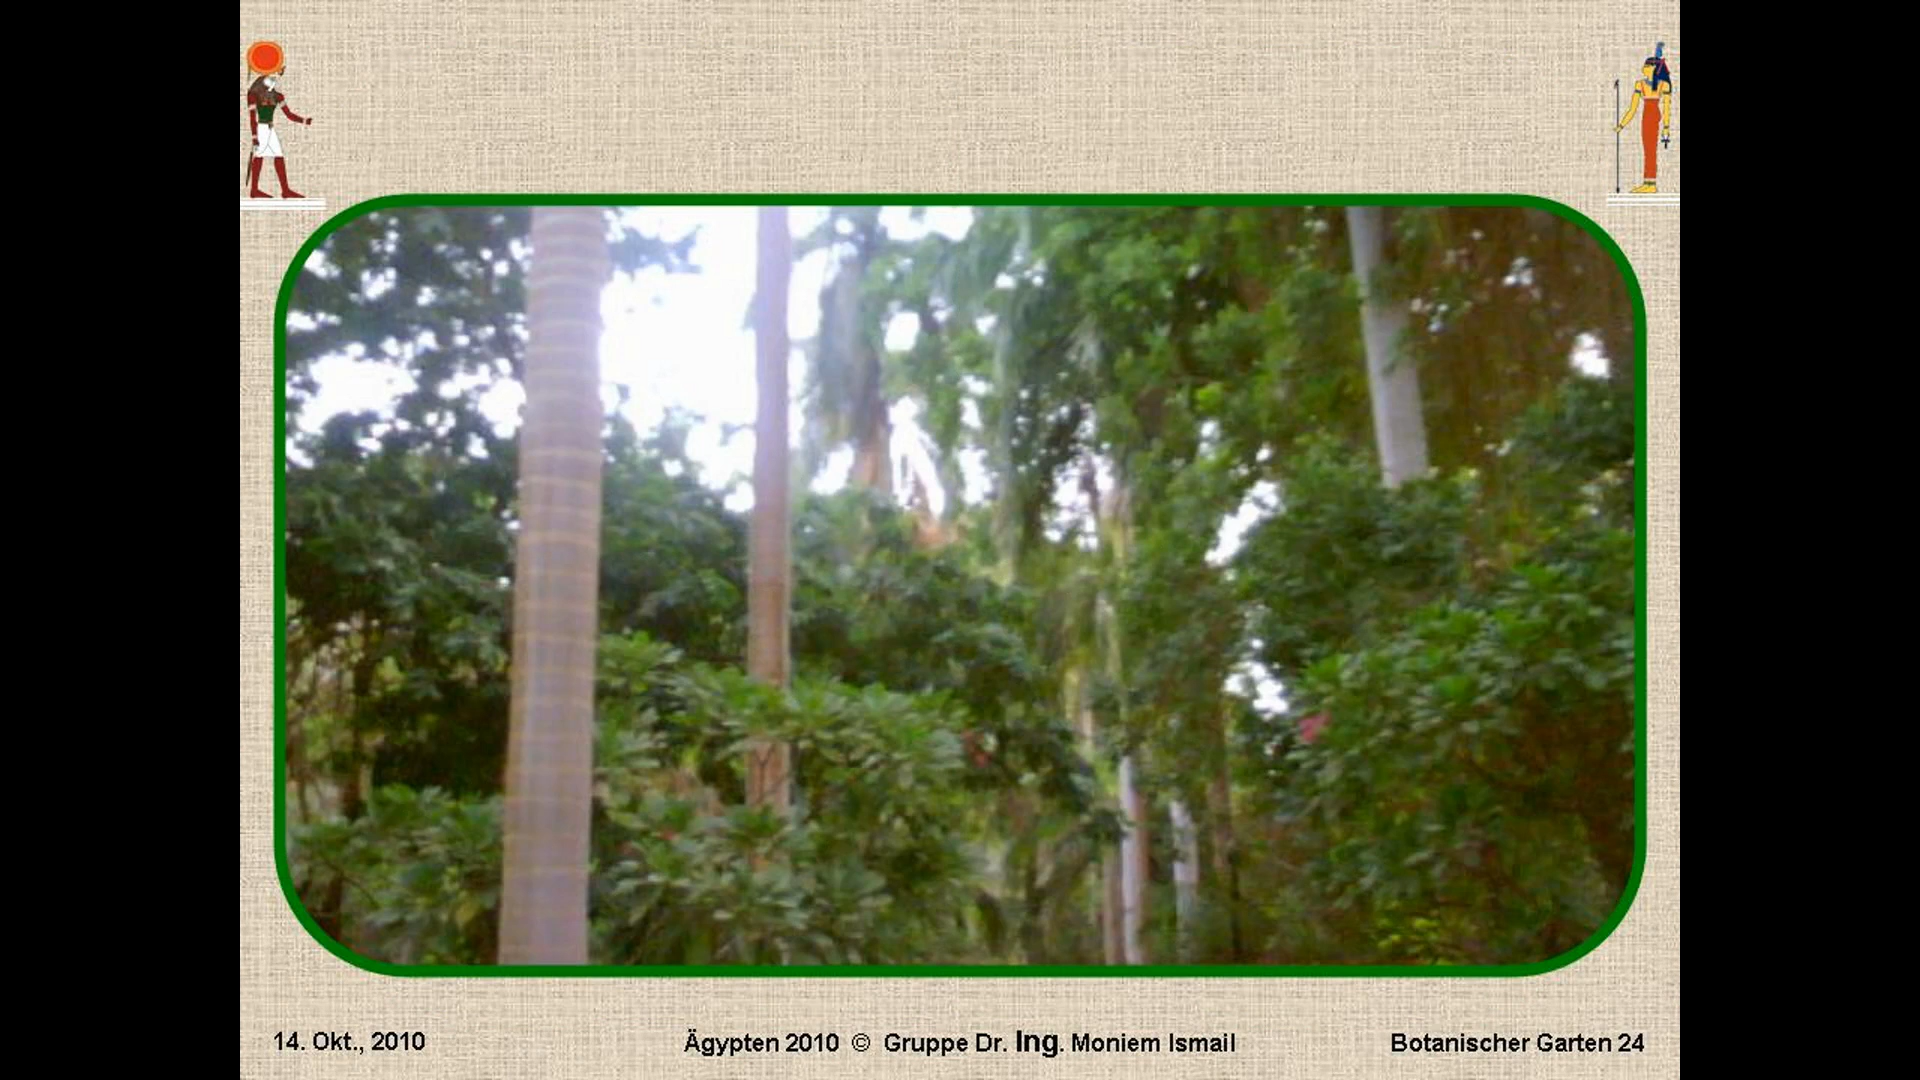 14. Okt., 2010
Ägypten 2010 © Gruppe Dr. Ing. Moniem Ismail
Botanischer Garten 24